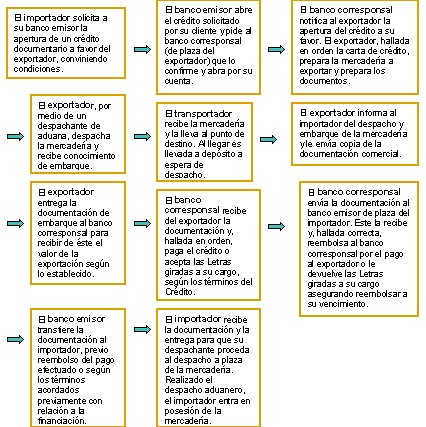 El importador solicita a
su banco emisor la
apertura de un crédito
documentario a favor del
exportador, conviniendo
condiciones.
El banco emisor abre
el crédito solicitado
por su cliente y pide al
banco corresponsal
(de plaza del
exportador) que lo
confirme y abra por su
cuenta.
El banco corresponsal
notifica al exportador la
apertura del crédito a su
favor. El exportador, hallada
en orden la carta de crédito,
prepara la mercadería a
exportar y prepara los
documentos.
El exportador, por
medio de un
despachante de
aduana, despacha
la mercadería y
recibe conocimiento
de embarque.
El transportador
recibe la mercadería
y la lleva al punto de
destino. Al llegar es
llevada a depósito a
espera de
despacho.
El exportador informa al
importador del despacho y
embarque de la mercadería
y le envía copia de la
documentación comercial.
El exportador
entrega la
documentación de
embarque al banco
corresponsal para
recibir de éste el
valor de la
exportación según
lo establecido.
El banco
corresponsal recibe
del exportador la
documentación y,
hallada en orden,
paga el crédito o
acepta las Letras
giradas a su cargo,
según los términos del
Crédito.
El banco corresponsal
envía la documentación al
banco emisor de plaza del
importador. Este la recibe
y, hallada correcta,
reembolsa al banco
corresponsal por el pago
al exportador o le
devuelve las Letras
giradas a su cargo
asegurando reembolsar a
su vencimiento.
El banco emisor
transfiere la
documentación al
importador, previo
reembolso del pago
efectuado o según
los términos
acordados
previamente con
relación a la
financiación.
El importador recibe
la documentación y la
entrega para que su
despachante proceda
al despacho a plaza
de la mercadería.
Realizado el
despacho aduanero,
el importador entra en
posesión de la
mercadería.